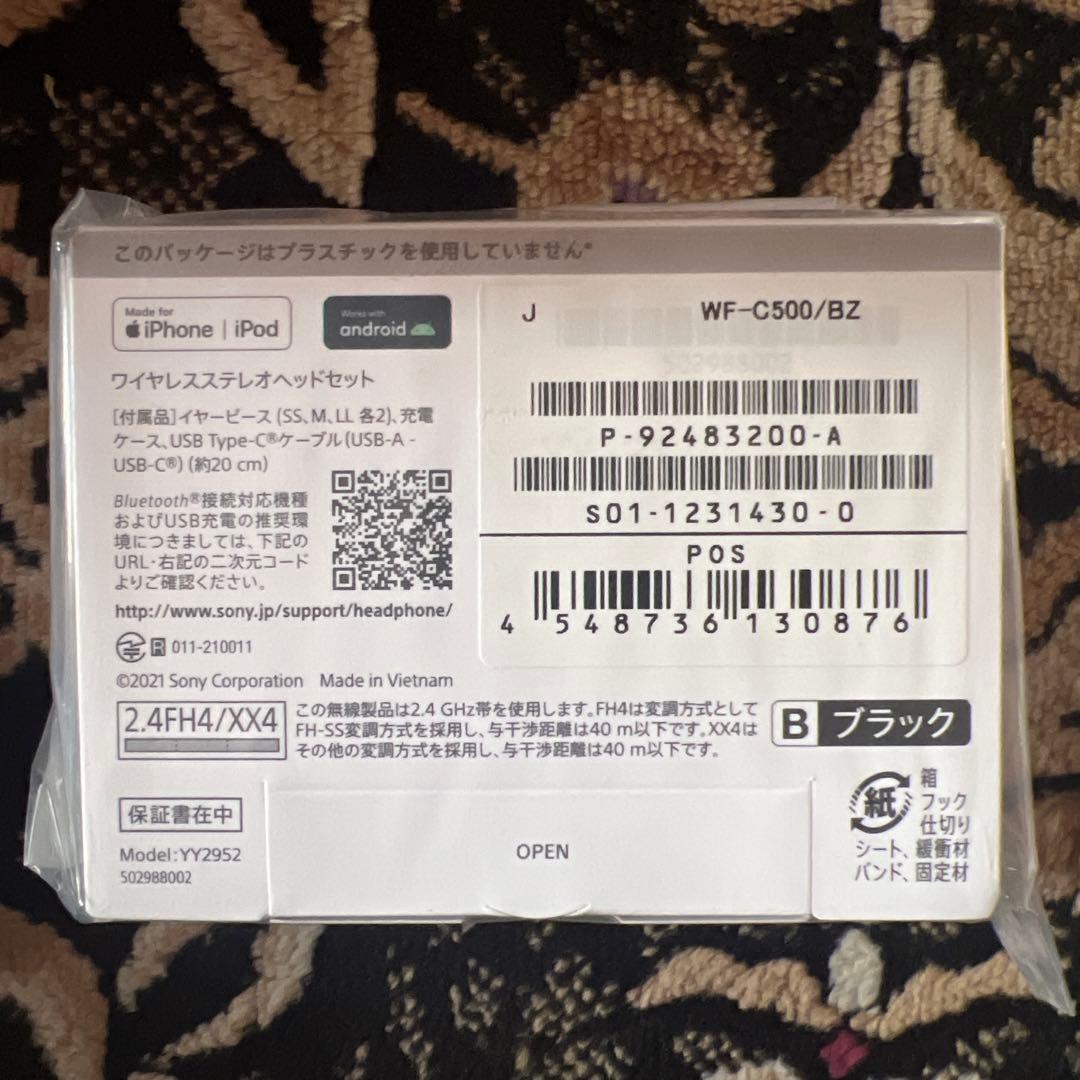 このパッケージはプラスチックを使用していません*
Made for
iPhone | iPod
Works with
android
ワイヤレスステレオヘッドセット
[付属品]イヤーピース (SS、M、LL 各2)、充電
ケース、USB Type-C®ケーブル(USB-A -
USB-C®) (約20 cm)
Bluetooth®接続対応機種
およびUSB充電の推奨環
境につきましては、下記の
URL・右記の二次元コード
よりご確認ください。
http://www.sony.jp/support/headphone/
R 011-210011
©2021 Sony Corporation Made in Vietnam
J WF-C500/BZ
502988002
P-92483200-A
S01-1231430-0
POS
4 548736 130876
2.4FH4/XX4
この無線製品は2.4 GHz帯を使用します。FH4は変調方式として
FH-SS変調方式を採用し、与干渉距離は40 m以下です。XX4は
その他の変調方式を採用し、与干渉距離は40 m以下です。
B ブラック
保証書在中
Model:YY2952
502988002
OPEN
紙
箱
フック
仕切り
シート、緩衝材
バンド、固定材